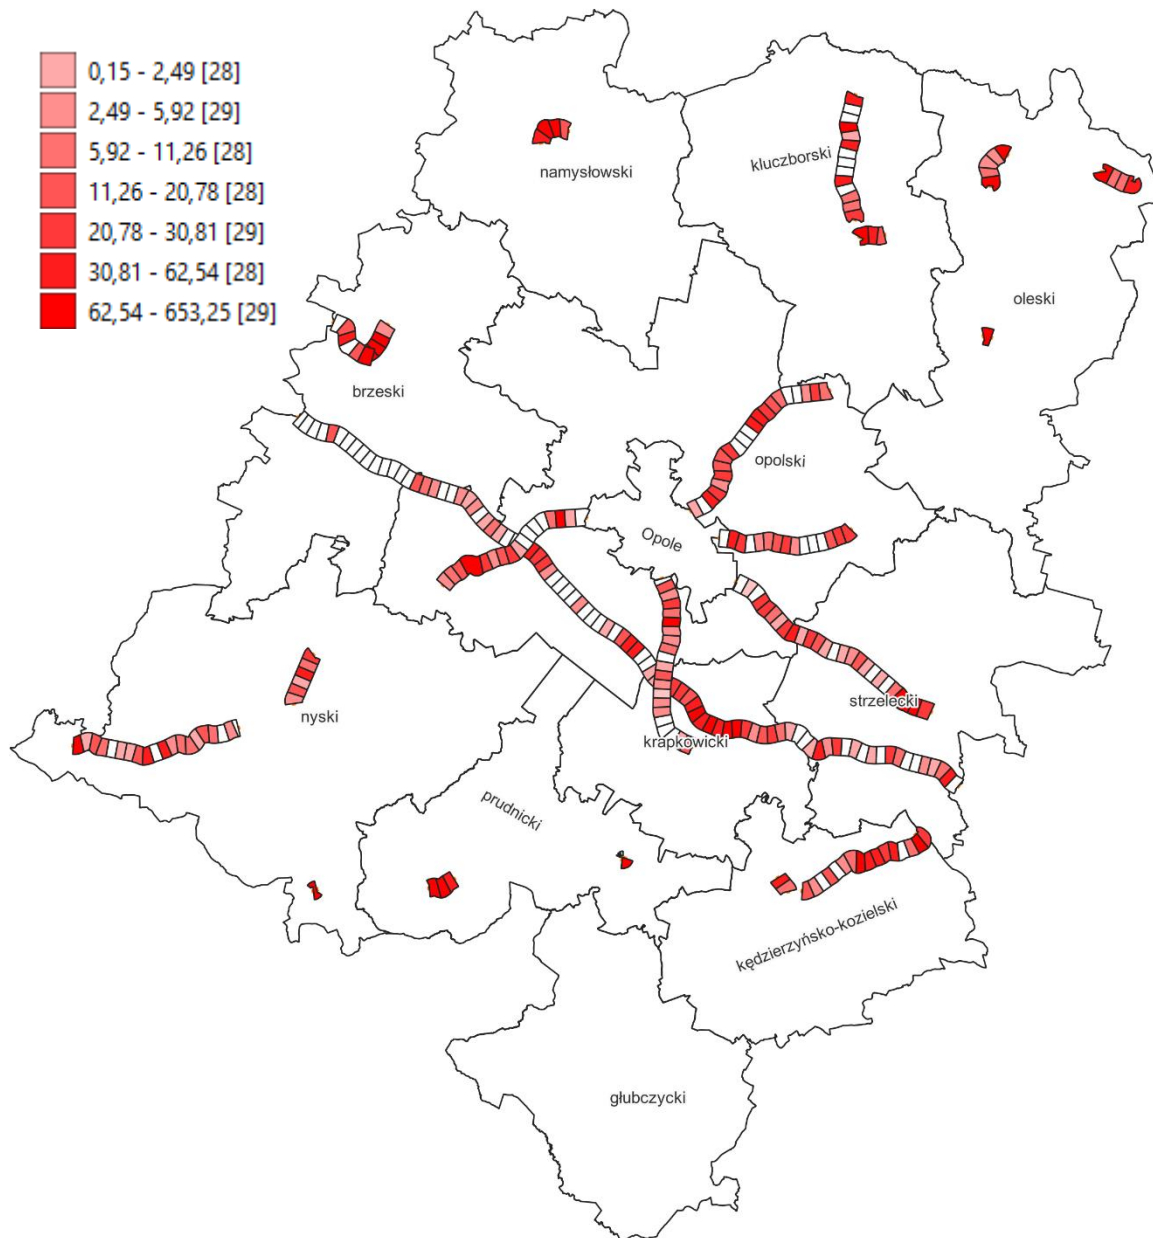 0,15 - 2,49 [28]
2,49 - 5,92 [29]
5,92 - 11,26 [28]
11,26 - 20,78 [28]
20,78 - 30,81 [29]
30,81 - 62,54 [28]
62,54 - 653,25 [29]
namysłowski
kluczborski
oleski
brzeski
opolski
Opole
strzelecki
nyski
krapkowicki
prudnicki
kędzierzyńsko-kozielski
głubczycki